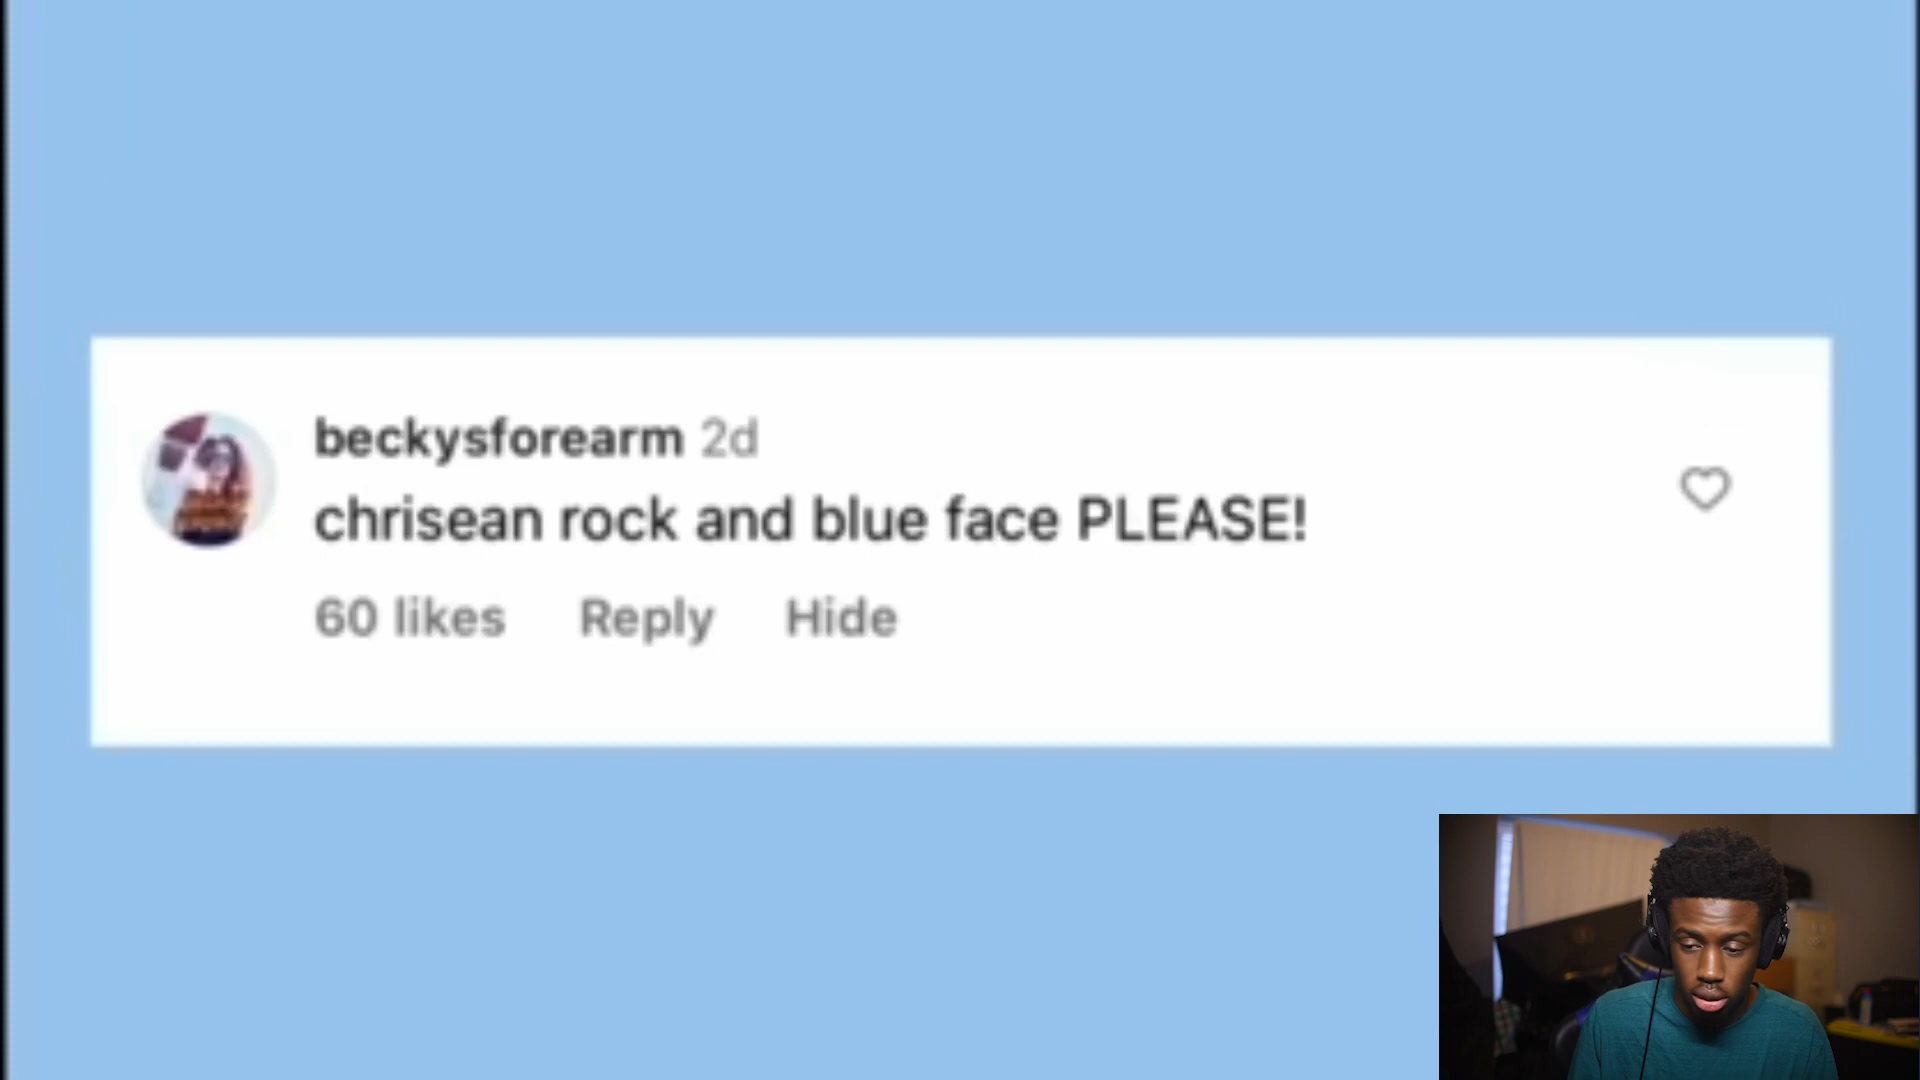 beckysforearm 2d
chrisean rock and blue face PLEASE!
60 likes Reply Hide